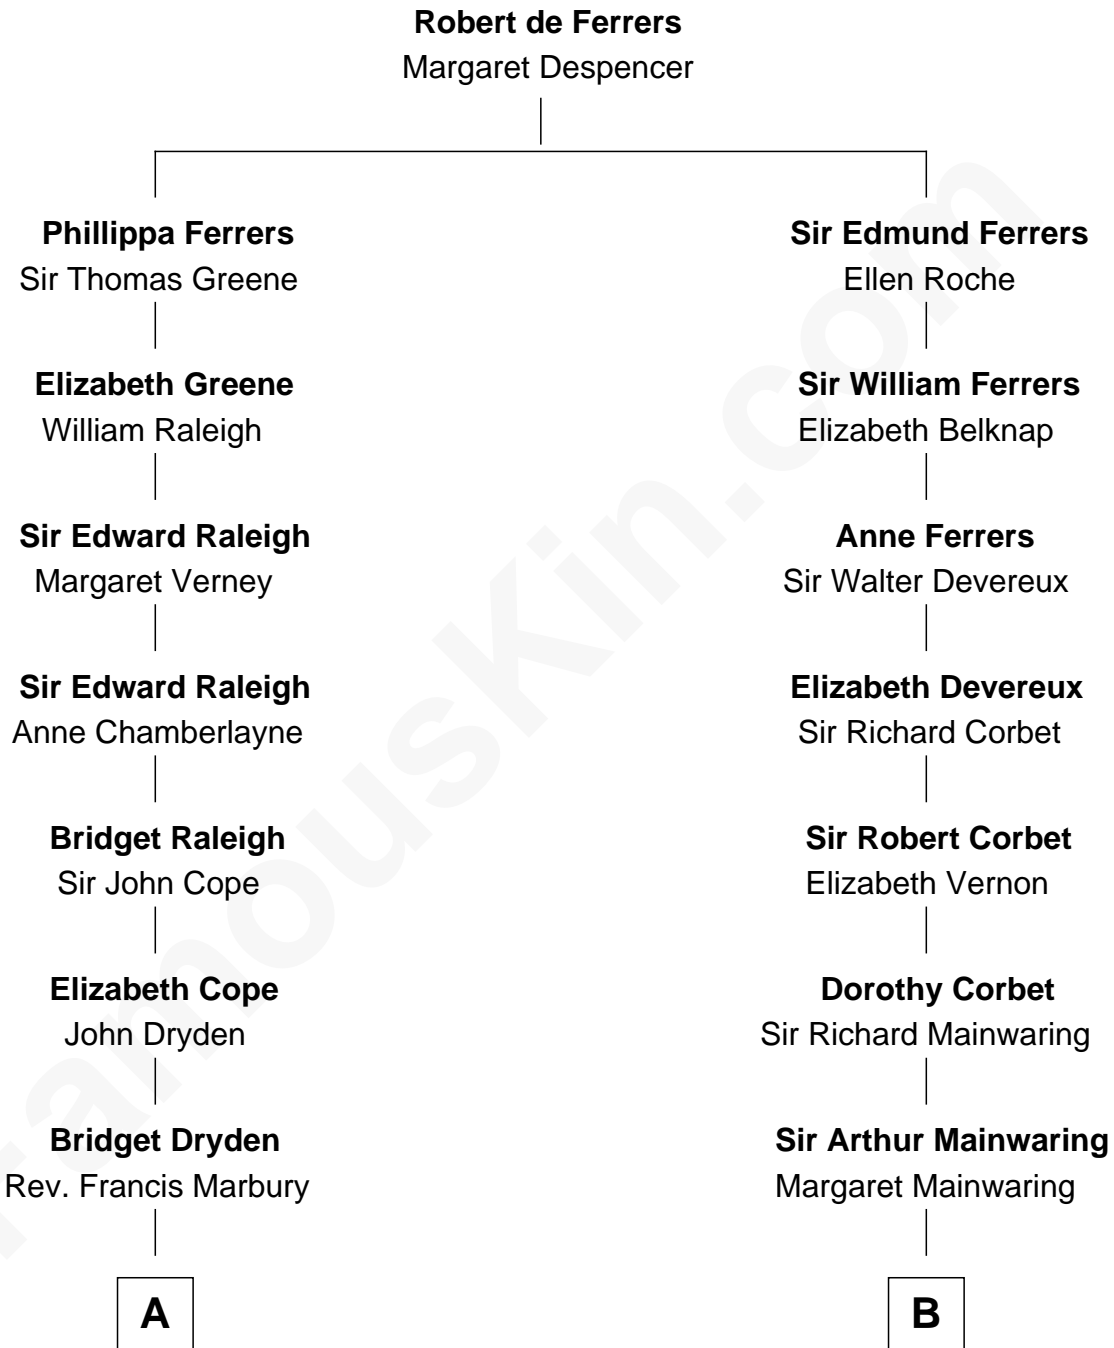 Robert de Ferrers
Margaret Despencer
Phillippa Ferrers
Sir Thomas Greene
Elizabeth Greene
William Raleigh
Sir Edward Raleigh
Margaret Verney
Sir Edward Raleigh
Anne Chamberlayne
Bridget Raleigh
Sir John Cope
Elizabeth Cope
John Dryden
Bridget Dryden
Rev. Francis Marbury
A
Sir Edmund Ferrers
Ellen Roche
Sir William Ferrers
Elizabeth Belknap
Anne Ferrers
Sir Walter Devereux
Elizabeth Devereux
Sir Richard Corbet
Sir Robert Corbet
Elizabeth Vernon
Dorothy Corbet
Sir Richard Mainwaring
Sir Arthur Mainwaring
Margaret Mainwaring
B
FamousKin.com